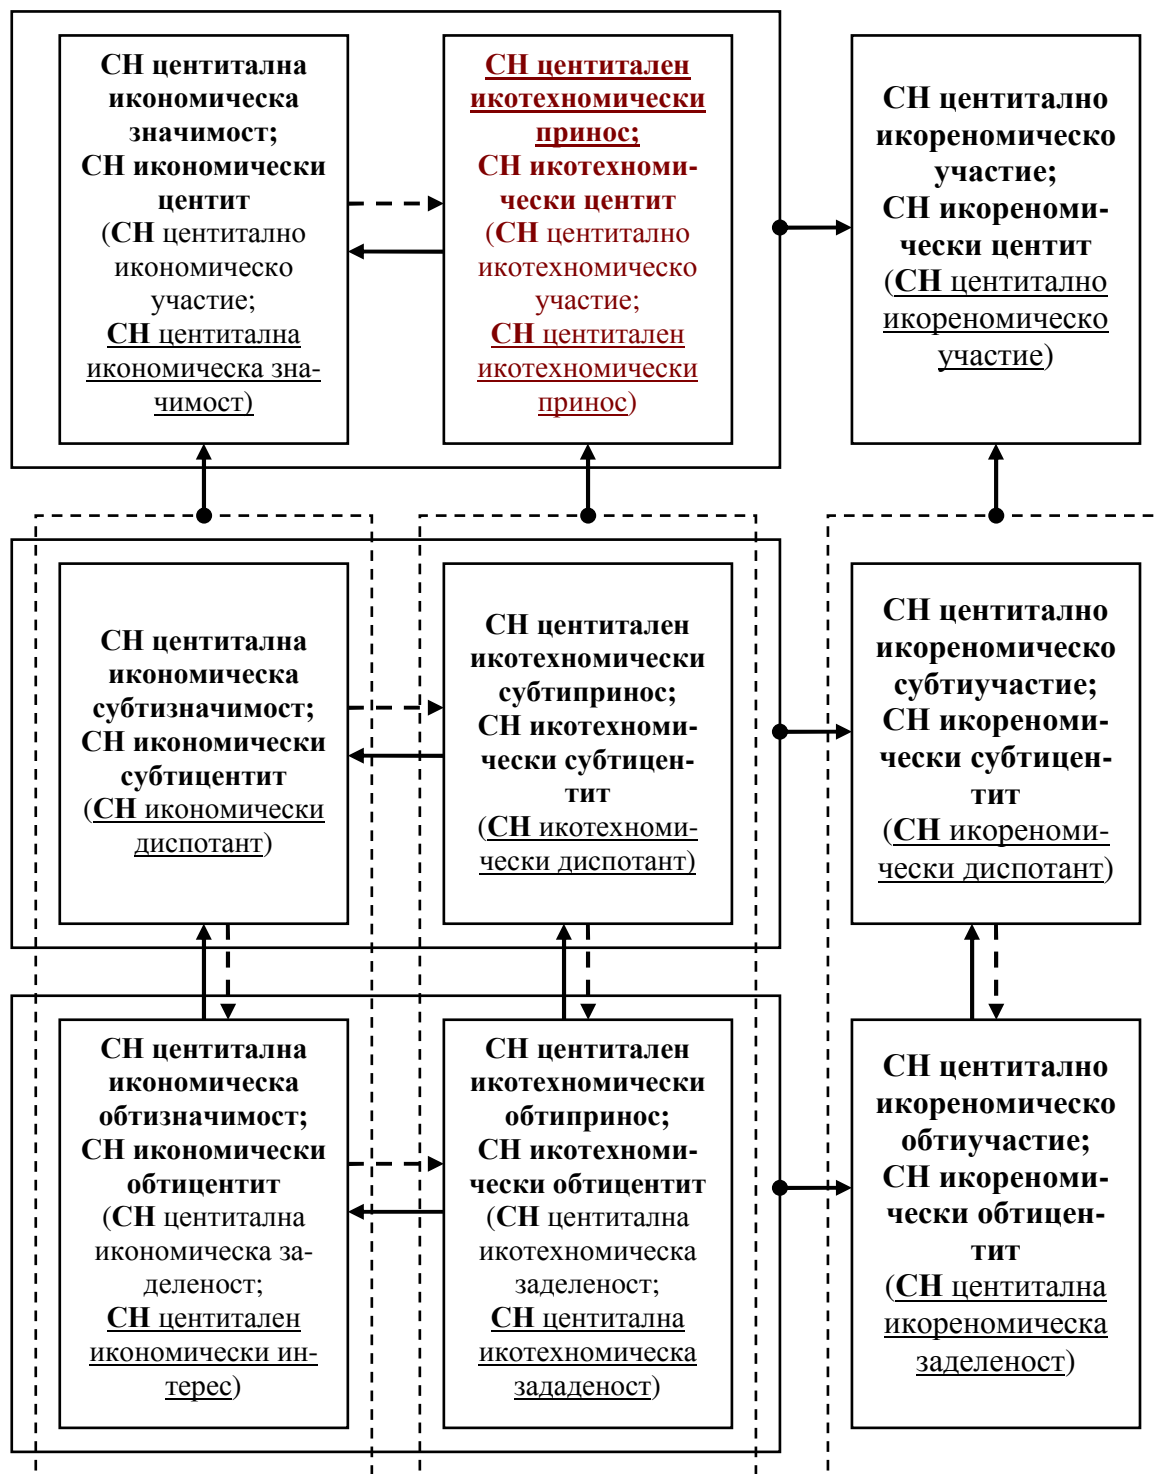 СН центитална
икономическа
значимост;
СН икономически
центит
(СН центитално
икономическо
участие;
СН центитална
икономическа зна-
чимост)
СН центитален
икотехномически
принос;
СН икотехноми-
чески центит
(СН центитално
икотехномическо
участие;
СН центитален
икотехномически
принос)
СН центитално
икореномическо
участие;
СН икореноми-
чески центит
(СН центитално
икореномическо
участие)
СН центитална
икономическа
субтизначимост;
СН икономически
субтицентит
(СН икономически
диспотант)
СН центитален
икотехномически
субтипринос;
СН икотехноми-
чески субтицен-
тит
(СН икотехноми-
чески диспотант)
СН центитално
икореномическо
субтиучастие;
СН икореноми-
чески субтицен-
тит
(СН икореноми-
чески диспотант)
СН центитална
икономическа
обтизначимост;
СН икономически
обтицентит
(СН центитална
икономическа за-
деленост;
СН центитален
икономически ин-
терес)
СН центитален
икотехномически
обтипринос;
СН икотехноми-
чески обтицентит
(СН центитална
икотехномическа
заделеност;
СН центитална
икотехномическа
зададеност)
СН центитално
икореномическо
обтиучастие;
СН икореноми-
чески обтицен-
тит
(СН центитална
икореномическа
заделеност)